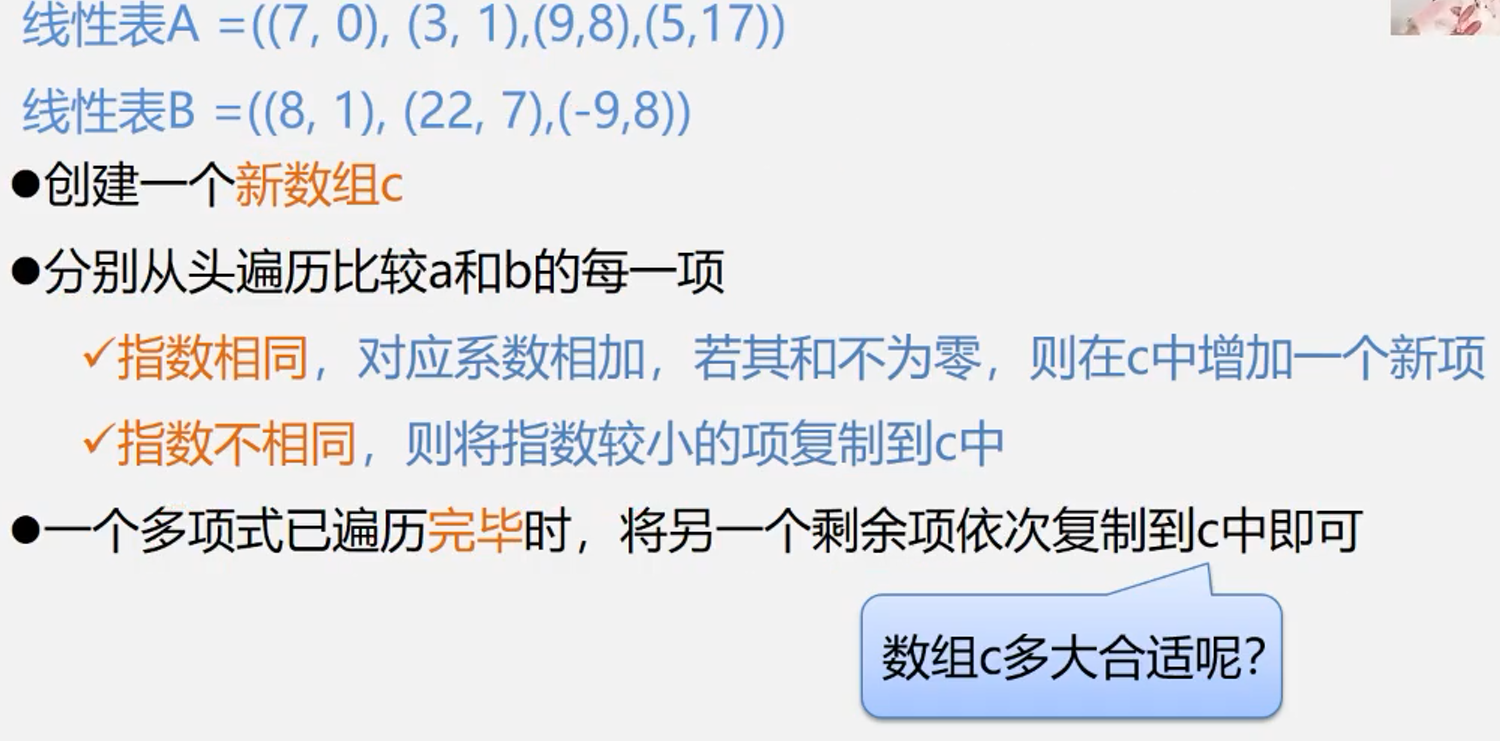 线性表A =((7, 0), (3, 1),(9,8),(5,17))
线性表B =((8, 1), (22, 7),(-9,8))
●创建一个新数组c
●分别从头遍历比较a和b的每一项
✓指数相同，对应系数相加，若其和不为零，则在c中增加一个新项
✓指数不相同，则将指数较小的项复制到c中
●一个多项式已遍历完毕时，将另一个剩余项依次复制到c中即可
数组c多大合适呢？